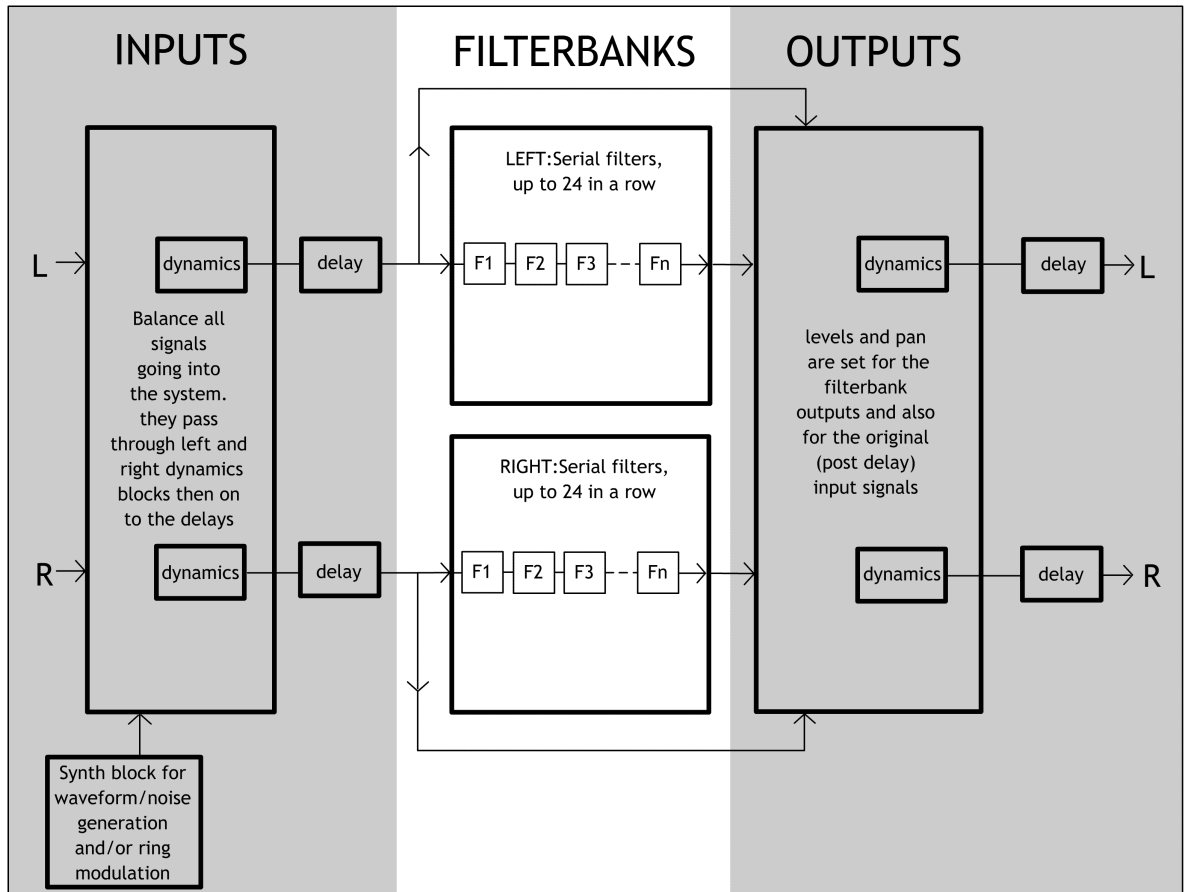 INPUTS
FILTERBANKS
OUTPUTS
LEFT:Serial filters,
up to 24 in a row
L
dynamics
delay
F1
F2
F3
Fn
dynamics
delay
L
Balance all
signals
going into
the system.
they pass
through left and
right dynamics
blocks then on
to the delays
levels and pan
are set for the
filterbank
outputs and also
for the original
(post delay)
input signals
RIGHT:Serial filters,
up to 24 in a row
R
dynamics
delay
F1
F2
F3
Fn
dynamics
delay
R
Synth block for
waveform/noise
generation
and/or ring
modulation